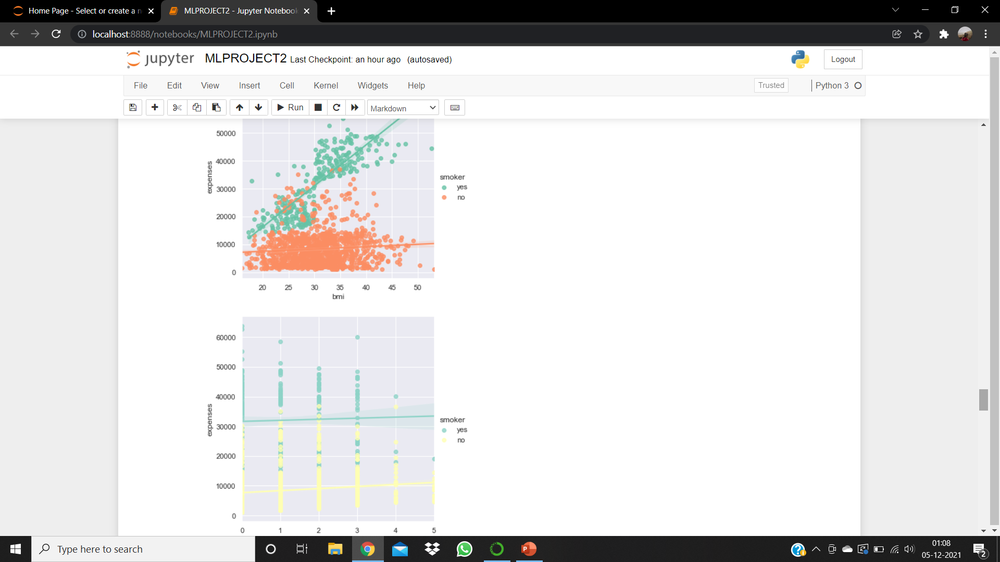 Home Page - Select or create a n
MLPROJECT2 - Jupyter Notebook
localhost:8888/notebooks/MLPROJECT2.ipynb
jupyter MLPROJECT2 Last Checkpoint: an hour ago (autosaved)
Logout
File Edit View Insert Cell Kernel Widgets Help
Trusted
Python 3
Run
Markdown
50000
40000
30000
20000
10000
0
expenses
20 25 30 35 40 45 50
bmi
smoker
yes
no
60000
50000
40000
30000
20000
10000
0
expenses
0 1 2 3 4 5
smoker
yes
no
Type here to search
P
01:08
05-12-2021
2